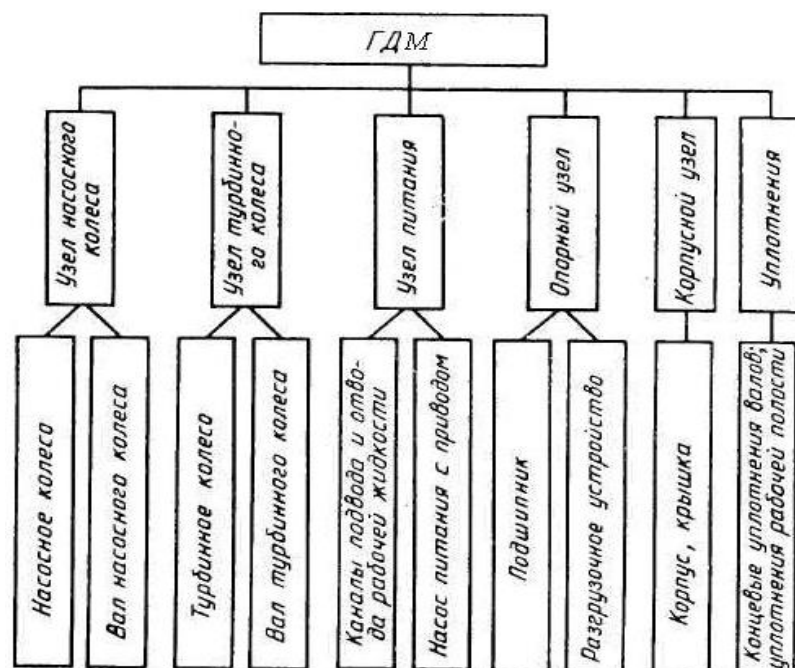 ГДМ
Узел насосного
колеса
Узел турбинно-
го колеса
Узел питания
Опорный узел
Корпусной узел
Уплотнения
Насосное колесо
Вал насосного колеса
Турбинное колесо
Вал турбинного колеса
Каналы подвода и отво-
да рабочей жидкости
Насос питания с приводом
Подшипник
Разгрузочное устройство
Корпус, крышка
Концевые уплотнения валов;
уплотнения рабочей полости